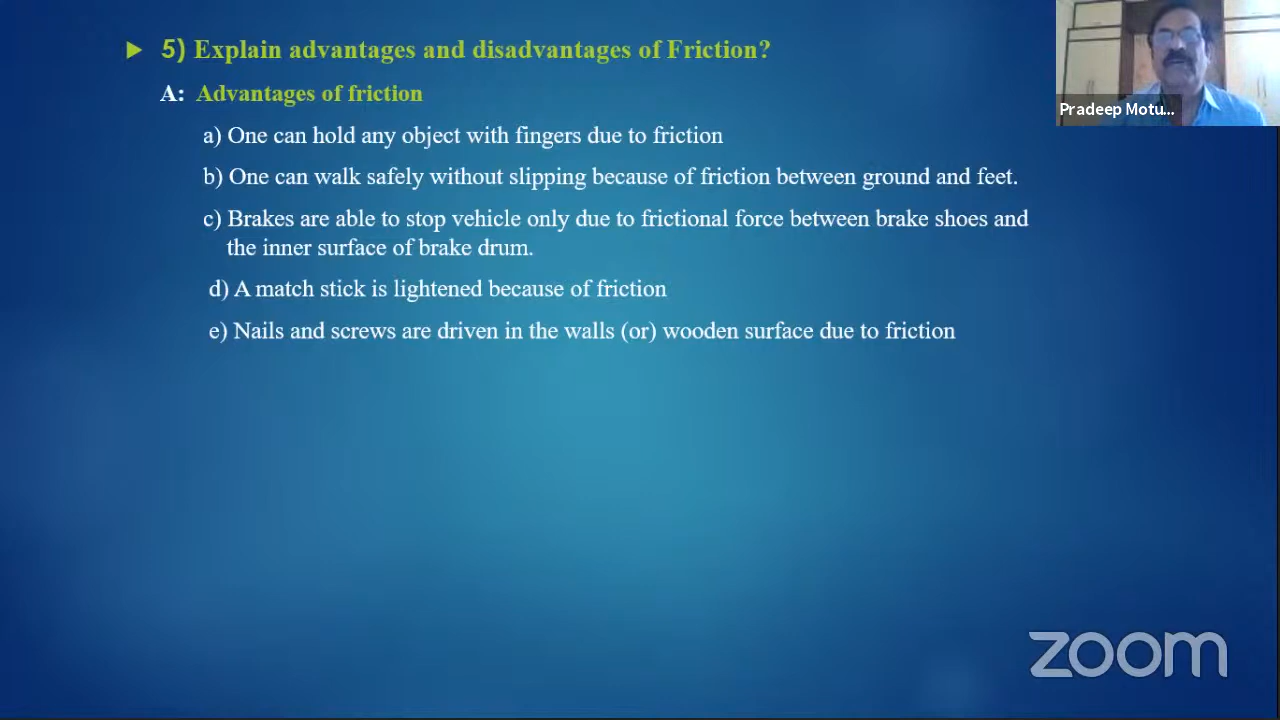 5) Explain advantages and disadvantages of Friction?
A: Advantages of friction
a) One can hold any object with fingers due to friction
b) One can walk safely without slipping because of friction between ground and feet.
c) Brakes are able to stop vehicle only due to frictional force between brake shoes and
the inner surface of brake drum.
d) A match stick is lightened because of friction
e) Nails and screws are driven in the walls (or) wooden surface due to friction
Pradeep Motu...
zoom